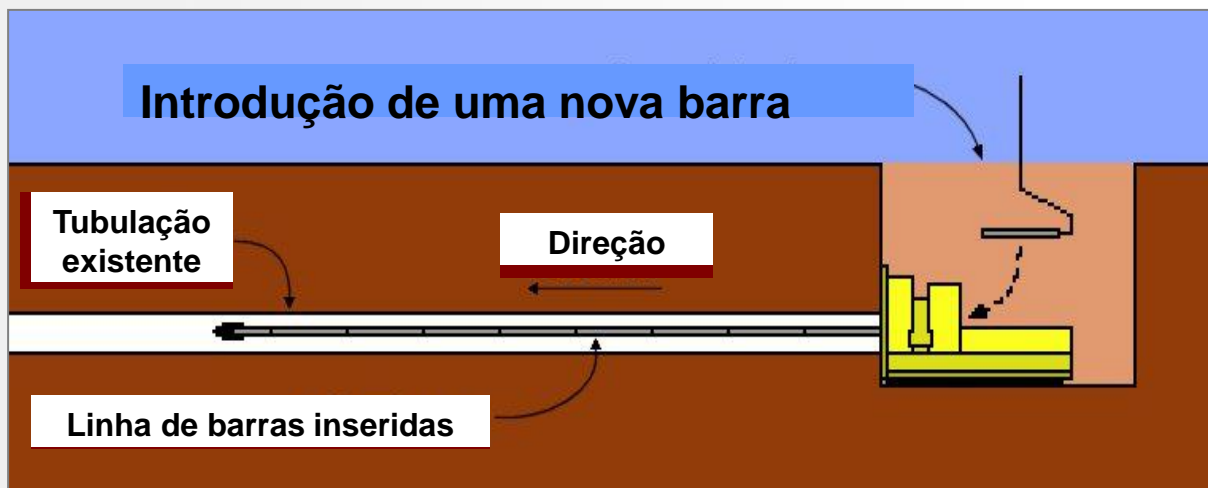 Introdução de uma nova barra
Tubulação
existente
Direção
Linha de barras inseridas